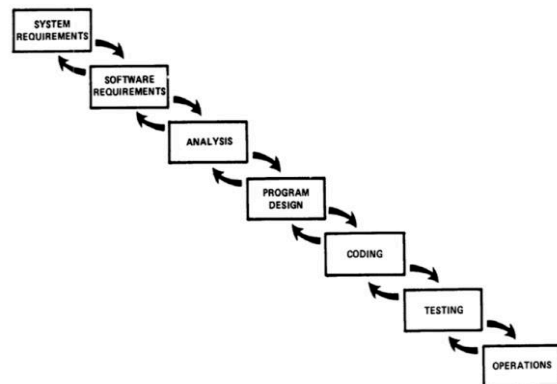 SYSTEM
REQUIREMENTS
SOFTWARE
REQUIREMENTS
ANALYSIS
PROGRAM
DESIGN
CODING
TESTING
OPERATIONS